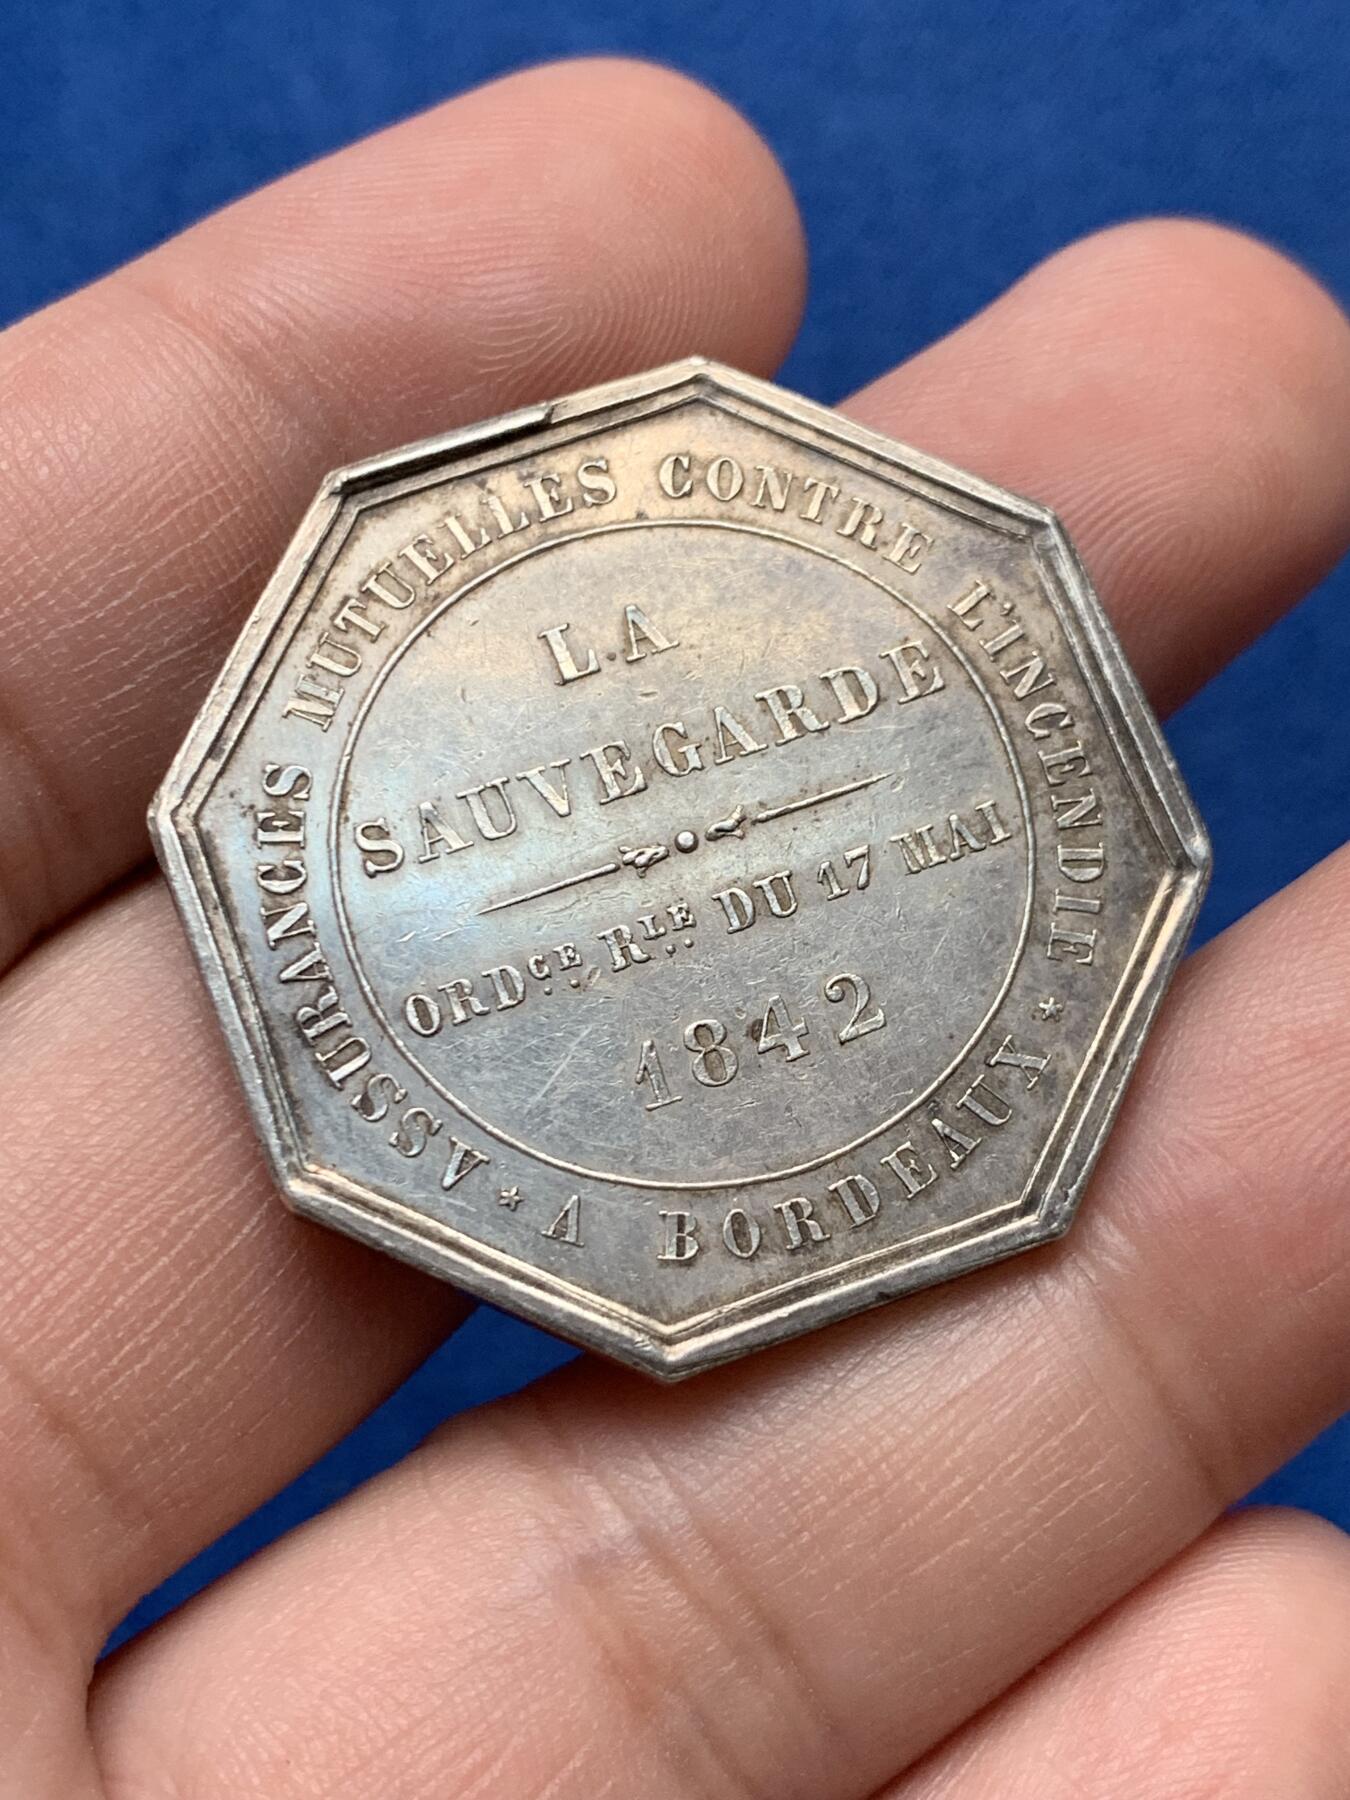 ASSURANCES MUTUELLES CONTRE L'INCENDIE
* A BORDEAUX *
LA
SAUVEGARDE
ORDCE RLE DU 17 MAI
1842